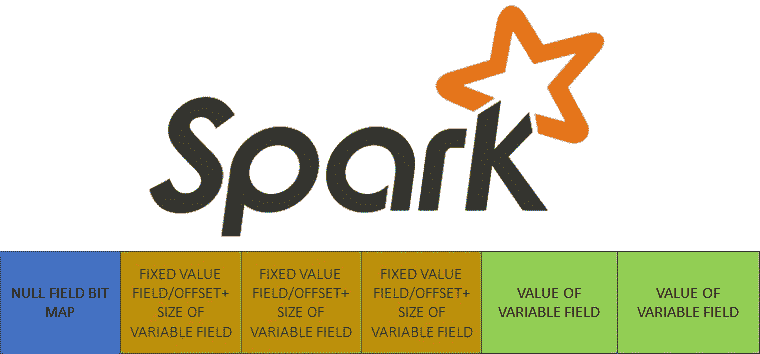 Spark
NULL FIELD BIT
MAP
FIXED VALUE
FIELD/OFFSET+
SIZE OF
VARIABLE FIELD
FIXED VALUE
FIELD/OFFSET+
SIZE OF
VARIABLE FIELD
FIXED VALUE
FIELD/OFFSET+
SIZE OF
VARIABLE FIELD
VALUE OF
VARIABLE FIELD
VALUE OF
VARIABLE FIELD